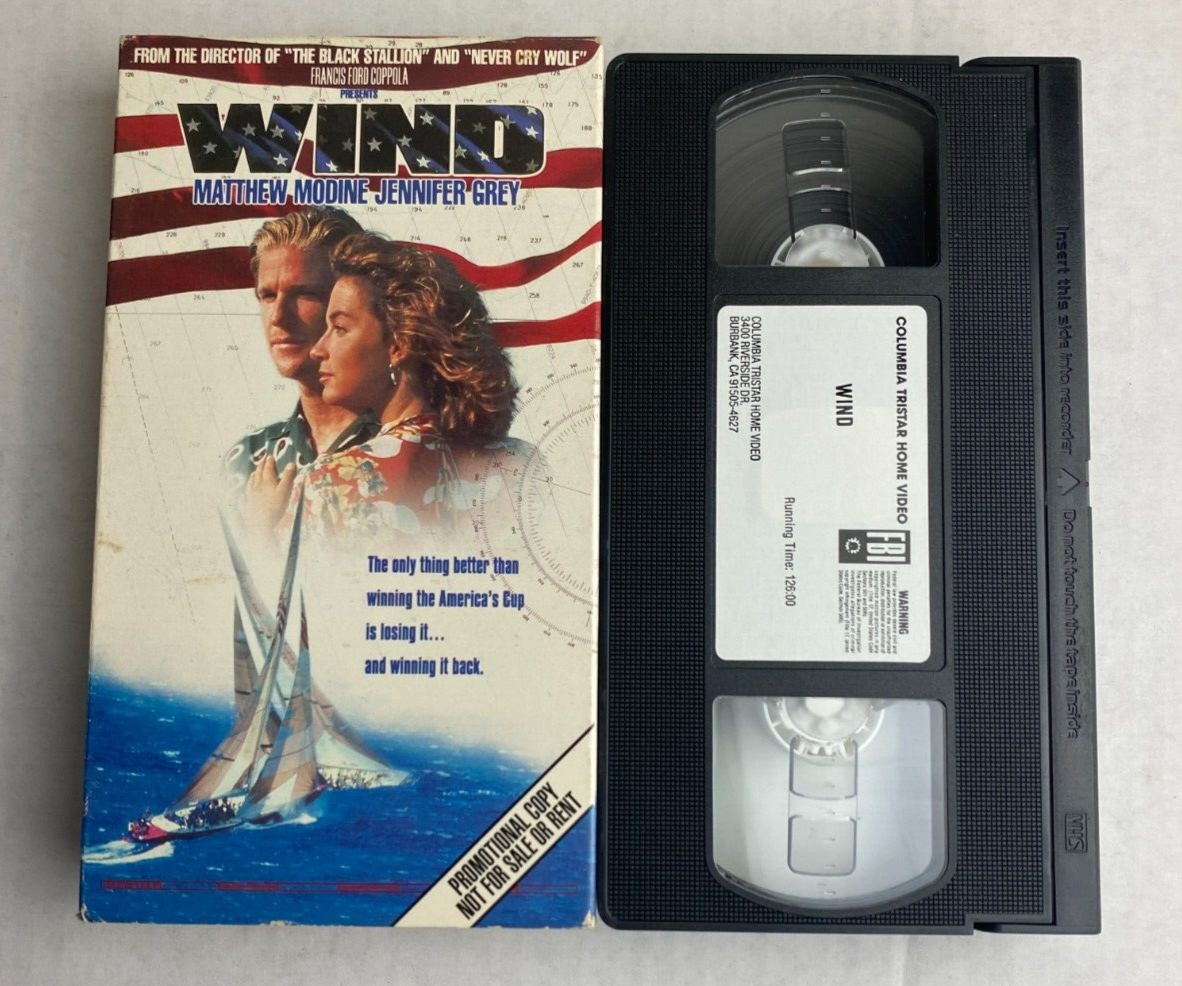 FROM THE DIRECTOR OF "THE BLACK STALLION" AND "NEVER CRY WOLF"
FRANCIS FORD COPPOLA
PRESENTS
WIND
MATTHEW MODINE JENNIFER GREY
The only thing better than
winning the America's Cup
is losing it...
and winning it back.
PROMOTIONAL COPY
NOT FOR SALE OR RENT
COLUMBIA TRISTAR HOME VIDEO
FBI
WARNING
WIND
Running Time: 126:00
COLUMBIA TRISTAR HOME VIDEO
3400 RIVERSIDE DR.
BURBANK, CA 91505-4627
Insert this side into recorder
Do not touch the tape inside
VHS